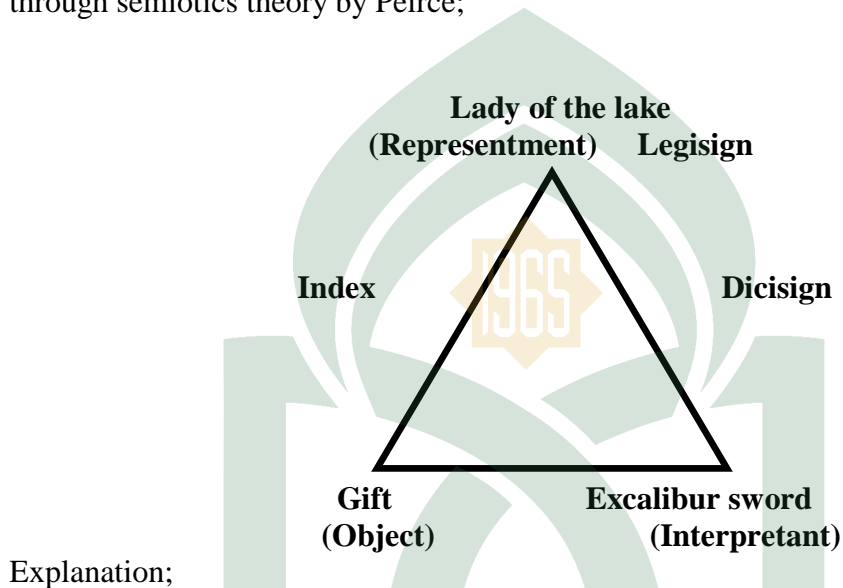 through semiotics theory by Peirce;
Lady of the lake
(Representment) Legisign
Index 1965 Dicisign
Gift Excalibur sword
(Object) (Interpretant)
Explanation;